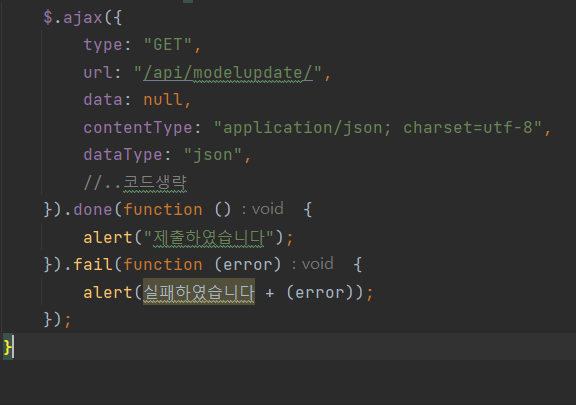 $.ajax({
type: "GET",
url: "/api/modelupdate/",
data: null,
contentType: "application/json; charset=utf-8",
dataType: "json",
//..코드생략
}).done(function () : void {
alert("제출하였습니다");
}).fail(function (error) : void {
alert(실패하였습니다 + (error));
});
}